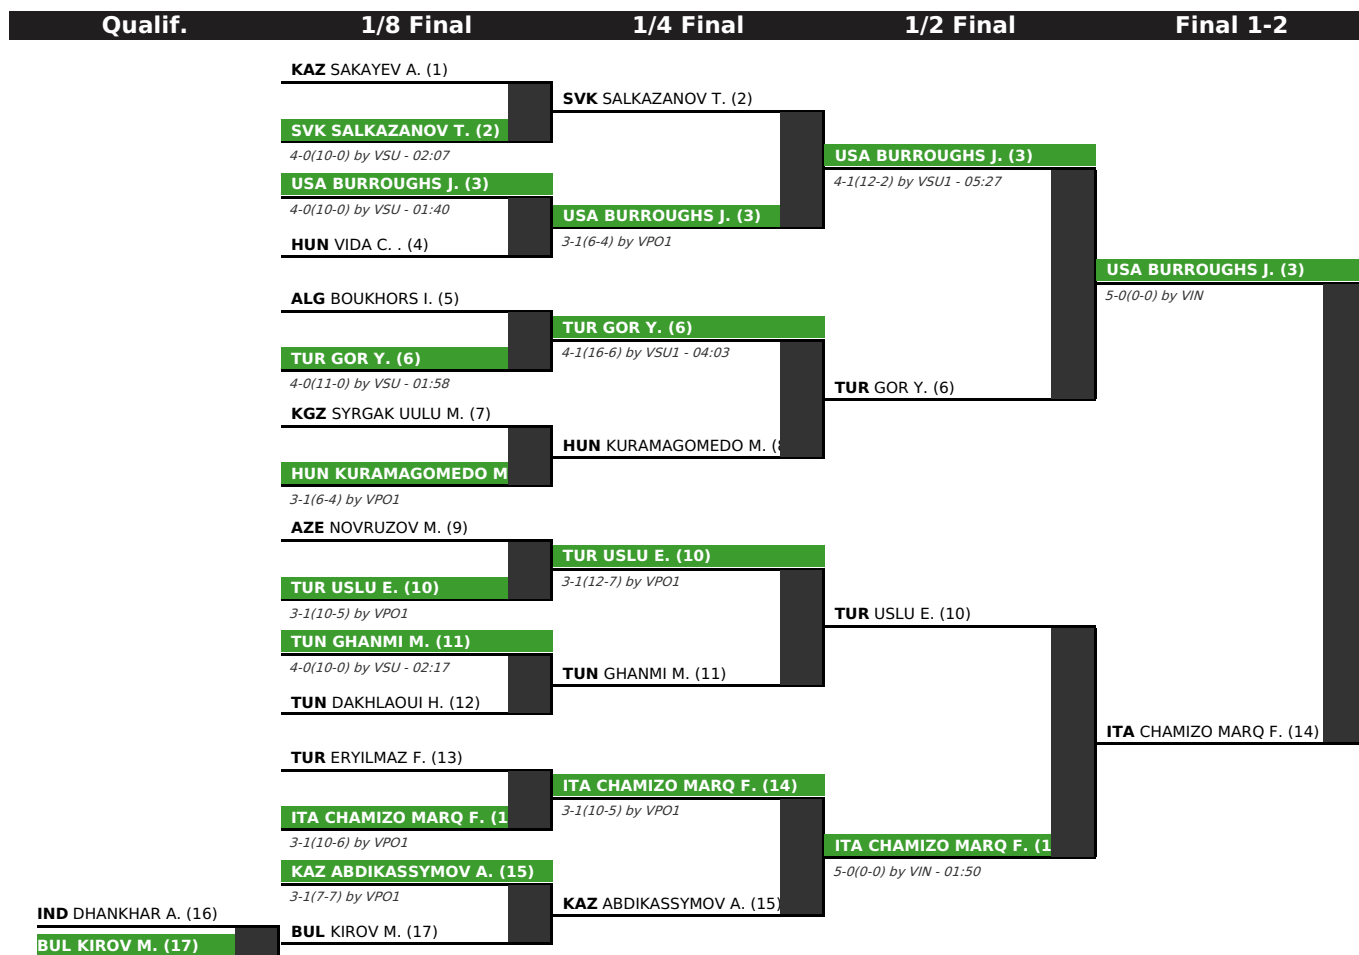 Qualif.
1/8 Final
1/4 Final
1/2 Final
Final 1-2
KAZ SAKAYEV A. (1)
SVK SALKAZANOV T. (2)
4-0(10-0) by VSU - 02:07
USA BURROUGHS J. (3)
4-0(10-0) by VSU - 01:40
HUN VIDA C. . (4)
ALG BOUKHORS I. (5)
TUR GOR Y. (6)
4-0(11-0) by VSU - 01:58
KGZ SYRGAK UULU M. (7)
HUN KURAMAGOMEDO M
3-1(6-4) by VPO1
AZE NOVRUZOV M. (9)
TUR USLU E. (10)
3-1(10-5) by VPO1
TUN GHANMI M. (11)
4-0(10-0) by VSU - 02:17
TUN DAKHLAOUI H. (12)
TUR ERYILMAZ F. (13)
ITA CHAMIZO MARQ F. (1
3-1(10-6) by VPO1
KAZ ABDIKASSYMOV A. (15)
3-1(7-7) by VPO1
BUL KIROV M. (17)
IND DHANKHAR A. (16)
BUL KIROV M. (17)
SVK SALKAZANOV T. (2)
USA BURROUGHS J. (3)
3-1(6-4) by VPO1
TUR GOR Y. (6)
4-1(16-6) by VSU1 - 04:03
HUN KURAMAGOMEDO M. (8
TUR USLU E. (10)
3-1(12-7) by VPO1
TUN GHANMI M. (11)
ITA CHAMIZO MARQ F. (14)
3-1(10-5) by VPO1
KAZ ABDIKASSYMOV A. (15)
USA BURROUGHS J. (3)
4-1(12-2) by VSU1 - 05:27
TUR GOR Y. (6)
TUR USLU E. (10)
ITA CHAMIZO MARQ F. (1
5-0(0-0) by VIN - 01:50
USA BURROUGHS J. (3)
5-0(0-0) by VIN
ITA CHAMIZO MARQ F. (14)